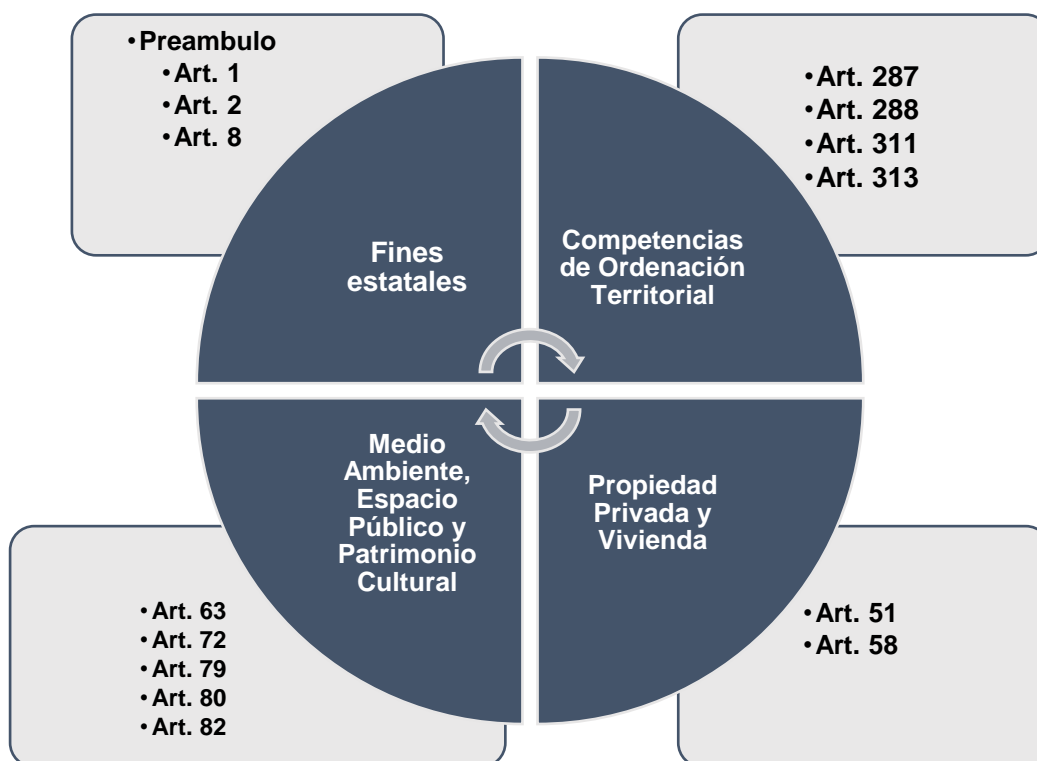 •Preambulo
•Art. 1
•Art. 2
•Art. 8
•Art. 287
•Art. 288
•Art. 311
•Art. 313
Fines
estatales
Competencias
de Ordenación
Territorial
Medio
Ambiente,
Espacio
Público y
Patrimonio
Cultural
Propiedad
Privada y
Vivienda
•Art. 63
•Art. 72
•Art. 79
•Art. 80
•Art. 82
•Art. 51
•Art. 58